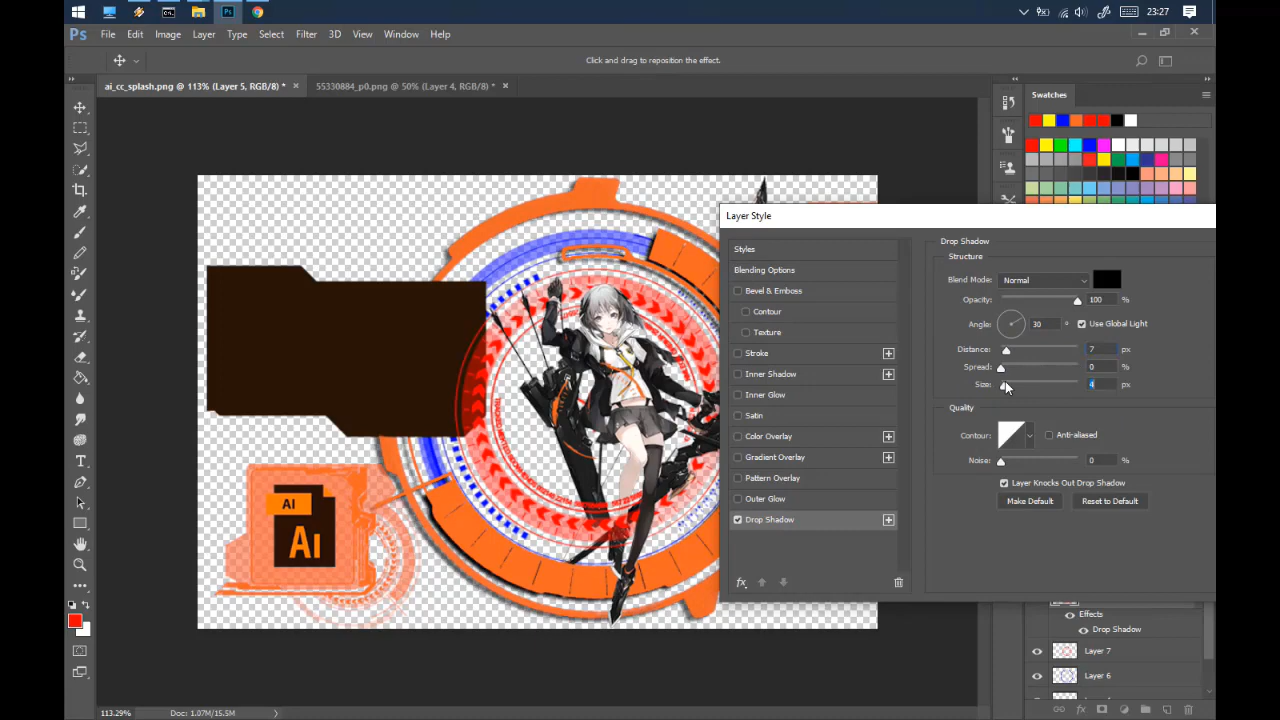 23:27
Ps File Edit Image Layer Type Select Filter 3D View Window Help
Click and drag to reposition the effect.
ai_cc_splash.png @ 113% (Layer 5, RGB/8) * × 55330884_p0.png @ 50% (Layer 4, RGB/8) * ×
Swatches
Layer Style
Styles
Blending Options
Bevel & Emboss
Contour
Texture
Stroke
Inner Shadow
Inner Glow
Satin
Color Overlay
Gradient Overlay
Pattern Overlay
Outer Glow
Drop Shadow
fx
Drop Shadow
Structure
Blend Mode: Normal
Opacity: 100 %
Angle: 30 ° Use Global Light
Distance: 7 px
Spread: 0 %
Size: 4 px
Quality
Contour: Anti-aliased
Noise: 0 %
Layer Knocks Out Drop Shadow
Make Default Reset to Default
AI
Ai
Effects
Drop Shadow
Layer 7
Layer 6
fx
113.29% Doc: 1.07M/15.5M